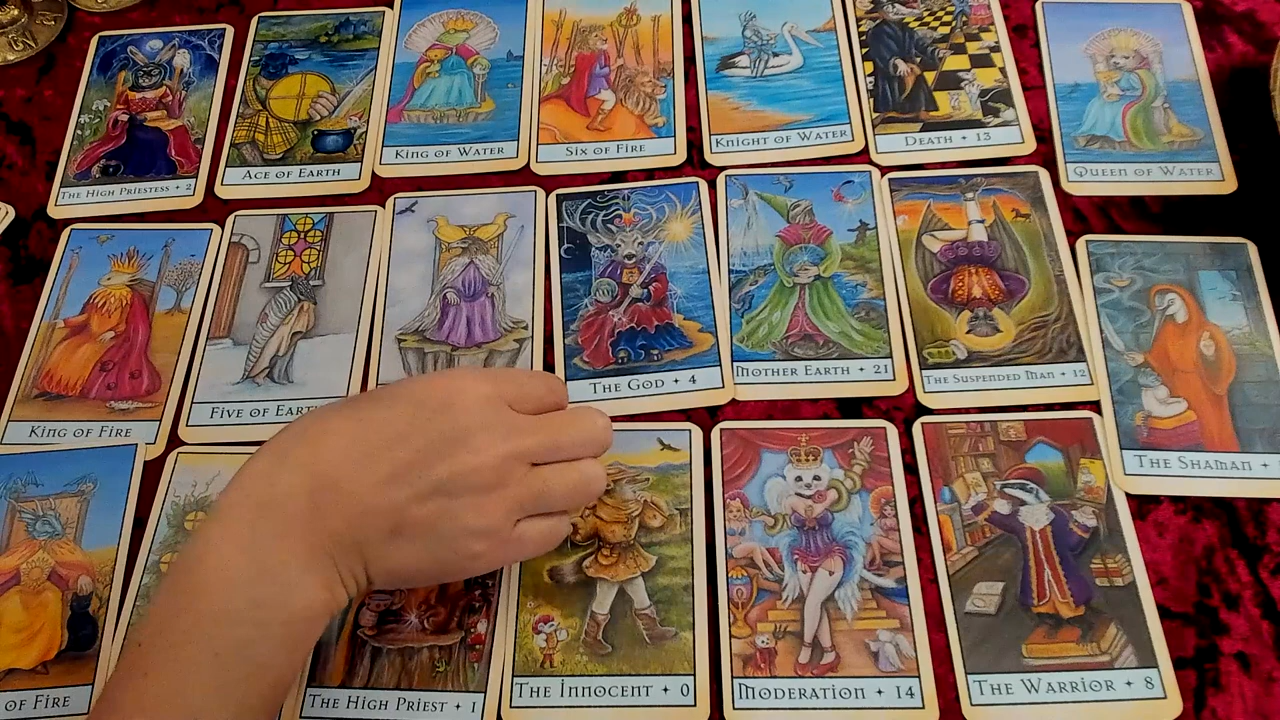 THE HIGH PRIESTESS • 2
ACE OF EARTH
KING OF WATER
SIX OF FIRE
KNIGHT OF WATER
DEATH • 13
QUEEN OF WATER
KING OF FIRE
FIVE OF EART
THE GOD • 4
MOTHER EARTH • 21
THE SUSPENDED MAN • 12
THE SHAMAN •
OF FIRE
THE HIGH PRIEST • 1
THE INNOCENT • 0
MODERATION • 14
THE WARRIOR • 8